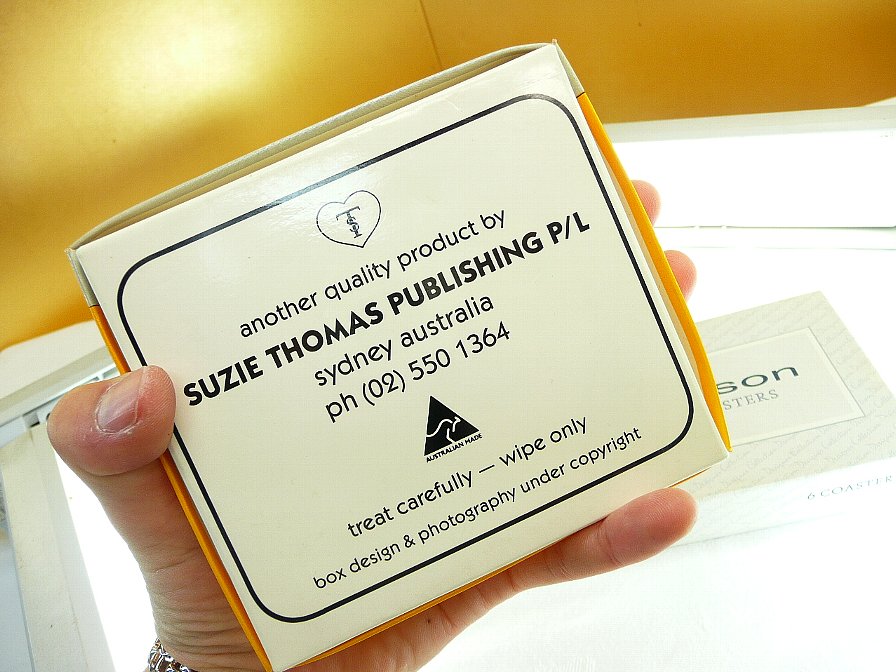 another quality product by
SUZIE THOMAS PUBLISHING P/L
sydney australia
ph (02) 550 1364
AUSTRALIAN MADE
treat carefully — wipe only
box design & photography under copyright
son
STERS
6 COASTER